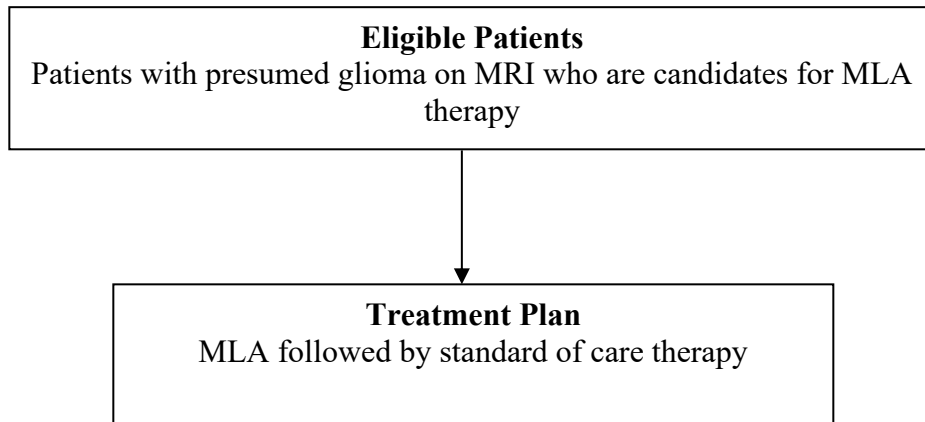 Eligible Patients
Patients with presumed glioma on MRI who are candidates for MLA
therapy
Treatment Plan
MLA followed by standard of care therapy